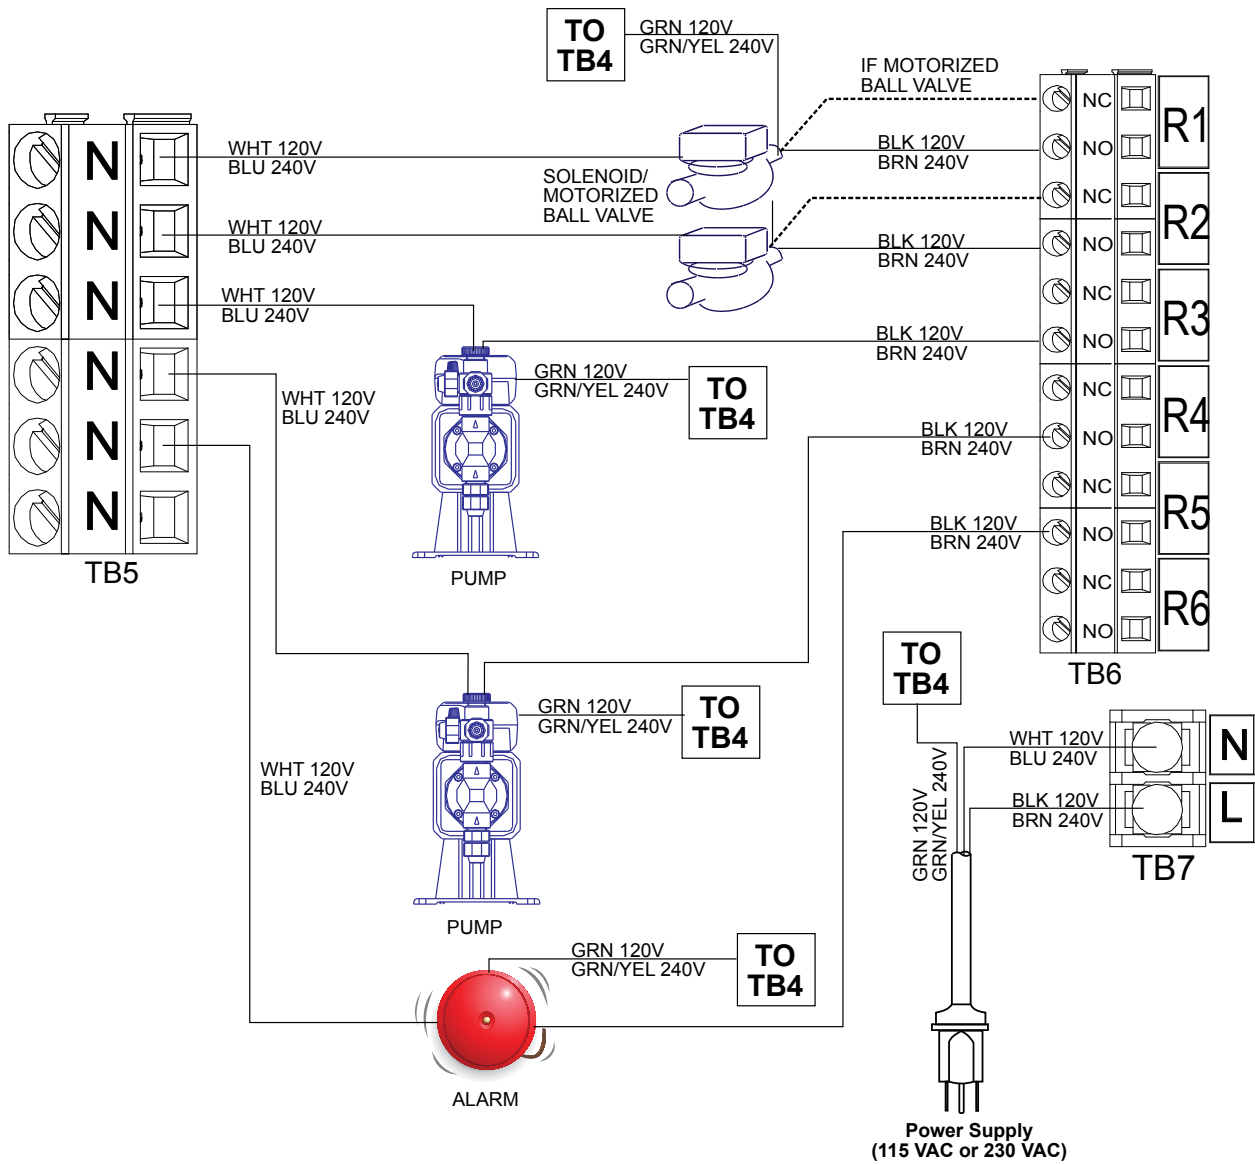 TO
TB4
GRN 120V
GRN/YEL 240V
IF MOTORIZED
BALL VALVE
N
N
N
N
N
N
TB5
WHT 120V
BLU 240V
WHT 120V
BLU 240V
WHT 120V
BLU 240V
WHT 120V
BLU 240V
WHT 120V
BLU 240V
SOLENOID/
MOTORIZED
BALL VALVE
BLK 120V
BRN 240V
BLK 120V
BRN 240V
BLK 120V
BRN 240V
BLK 120V
BRN 240V
BLK 120V
BRN 240V
NC
NO
R1
NC
NO
R2
NC
NO
R3
NC
NO
R4
NC
NO
R5
NC
NO
R6
TB6
GRN 120V
GRN/YEL 240V
TO
TB4
PUMP
GRN 120V
GRN/YEL 240V
TO
TB4
PUMP
GRN 120V
GRN/YEL 240V
TO
TB4
ALARM
TO
TB4
GRN 120V
GRN/YEL 240V
WHT 120V
BLU 240V
N
BLK 120V
BRN 240V
L
TB7
Power Supply
(115 VAC or 230 VAC)